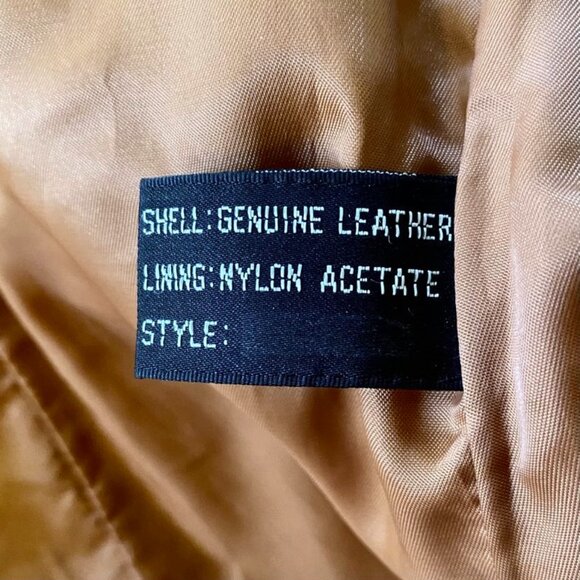 SHELL:GENUINE LEATHER
LINING:NYLON ACETATE
STYLE: